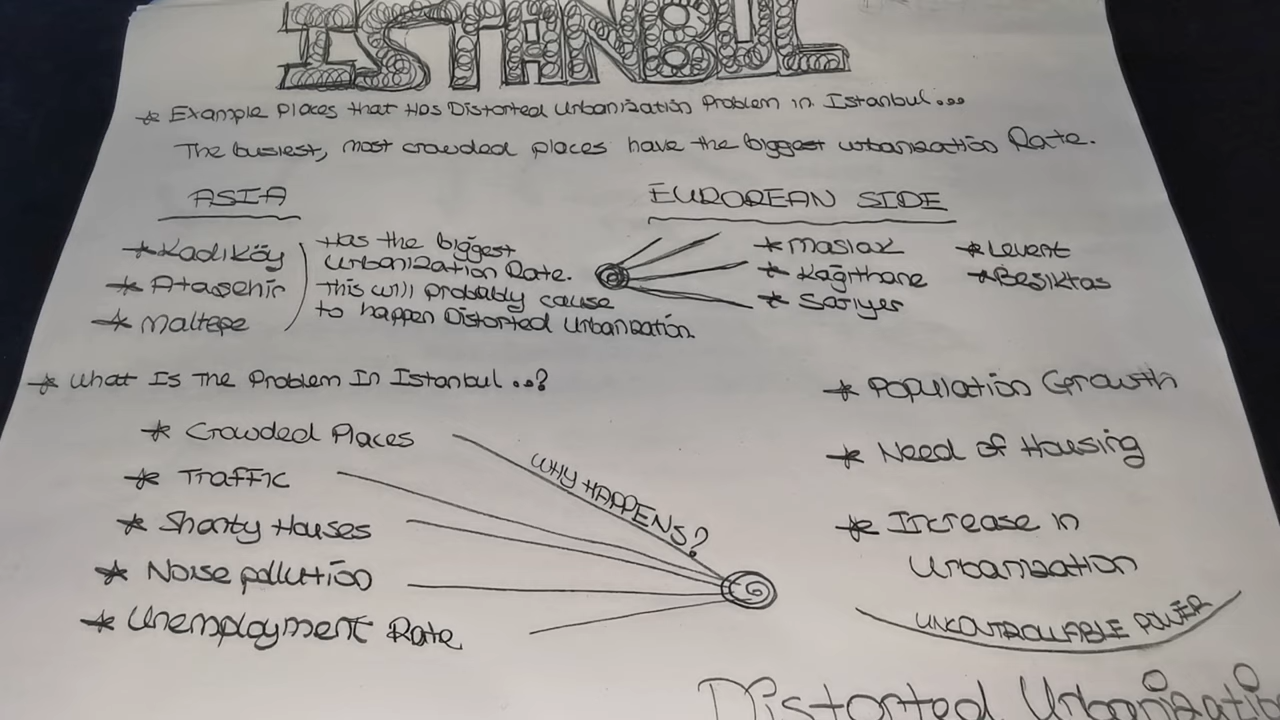 ISTANBUL
* Example Places that Has Distorted Urbanization Problem in Istanbul...
The busiest, most crowded places have the biggest urbanization Rate.
ASIA
* Kadıköy
* Ataşehir
* Maltepe
Has the biggest
Urbanization Rate.
this will probably cause
to happen Distorted Urbanization.
EUROPEAN SIDE
* Maslak
* Kağıthane
* Sarıyer
* Levent
* Beşiktas
* What Is The Problem In Istanbul..?
* Crowded Places
* Traffic
* Shanty Houses
* Noise pollution
* Unemployment Rate
WHY HAPPENS?
* Population Growth
* Need of Housing
* Increase in
Urbanization
UNCONTROLLABLE POWER
Distorted Urbanizatin